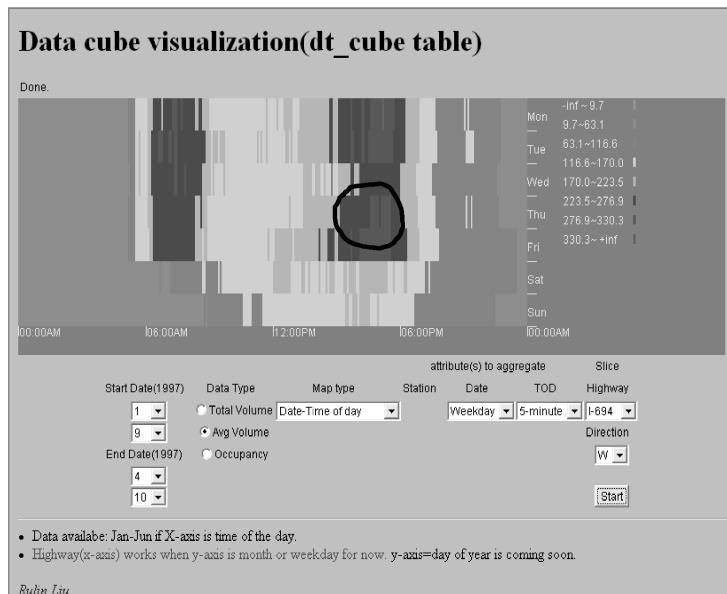 Data cube visualization(dt_cube table)
Done.
Mon
Tue
Wed
Thu
Fri
Sat
Sun
-inf ~ 9.7
9.7~63.1
63.1~116.6
116.6~170.0
170.0~223.5
223.5~276.9
276.9~330.3
330.3~ +inf
00:00AM 06:00AM 12:00PM 06:00PM 00:00AM
attribute(s) to aggregate Slice
Start Date(1997) Data Type Map type Station Date TOD Highway
1 Total Volume Date-Time of day Weekday 5-minute I-694
9 Avg Volume Direction
End Date(1997) Occupancy W
4
10 Start
• Data availabe: Jan-Jun if X-axis is time of the day.
• Highway(x-axis) works when y-axis is month or weekday for now. y-axis=day of year is coming soon.
Rulin Liu